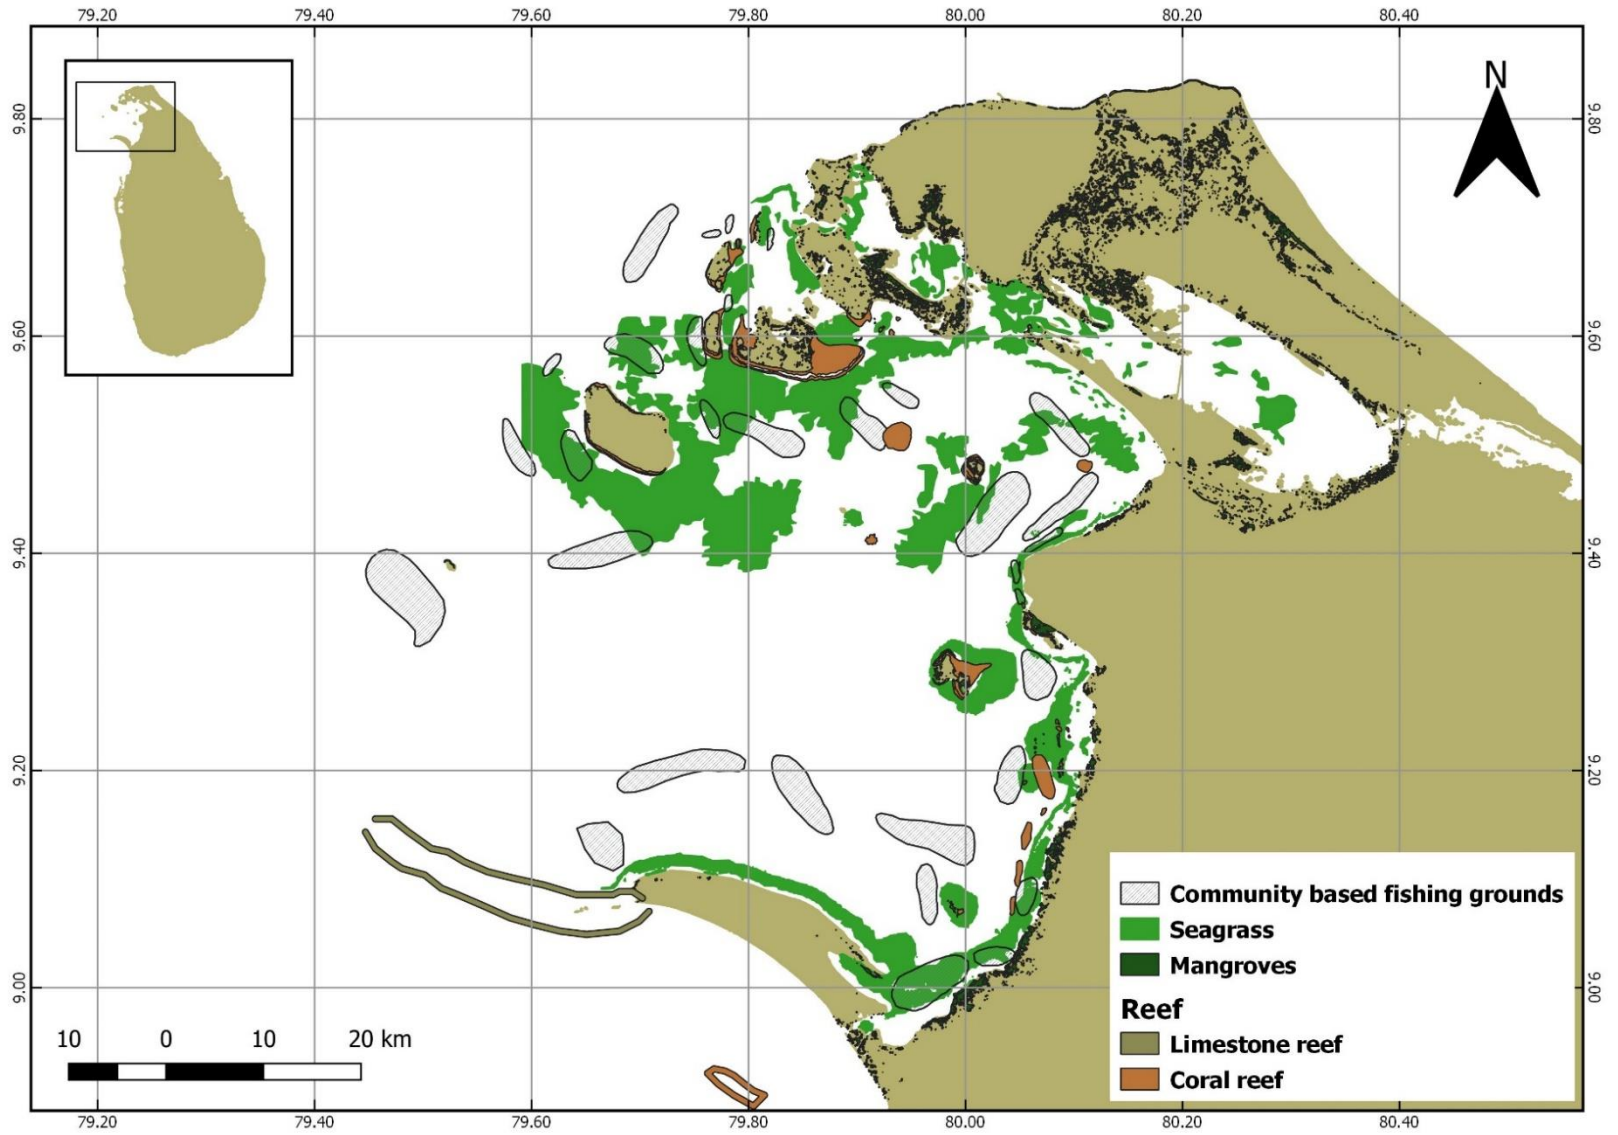 79.20 79.40 79.60 79.80 80.00 80.20 80.40
N
9.80 9.80
9.60 9.60
9.40 9.40
9.20 9.20
9.00 9.00
Community based fishing grounds
Seagrass
Mangroves
Reef
Limestone reef
Coral reef
10 0 10 20 km
79.20 79.40 79.60 79.80 80.00 80.20 80.40